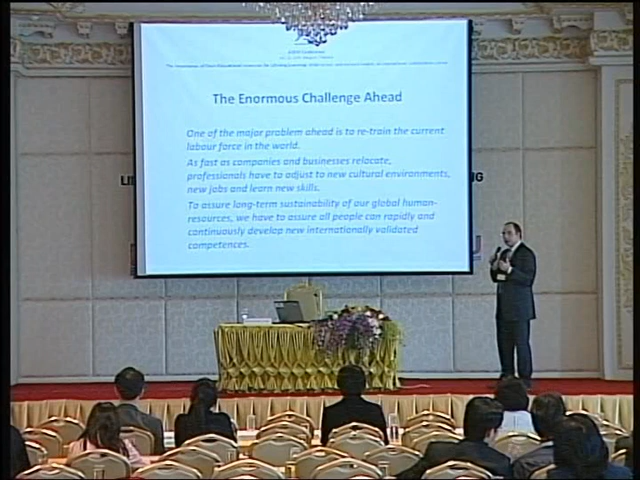 The Enormous Challenge Ahead
One of the major problem ahead is to re-train the current
labour force in the world.
As fast as companies and businesses relocate,
professionals have to adjust to new cultural environments,
new jobs and learn new skills.
To assure long-term sustainability of our global human-
resources, we have to assure all people can rapidly and
continuously develop new internationally validated
competences.